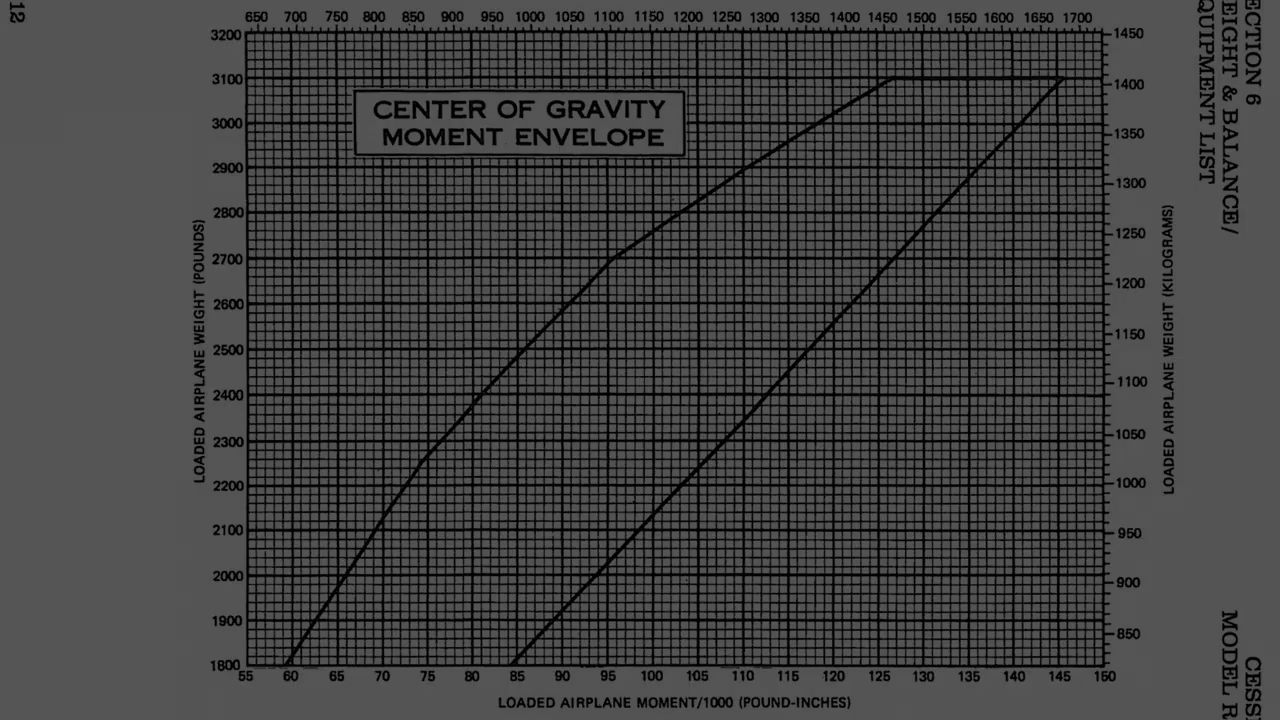 12
650 700 750 800 850 900 950 1000 1050 1100 1150 1200 1250 1300 1350 1400 1450 1500 1550 1600 1650 1700
CENTER OF GRAVITY
MOMENT ENVELOPE
LOADED AIRPLANE WEIGHT (POUNDS)
3200
3100
3000
2900
2800
2700
2600
2500
2400
2300
2200
2100
2000
1900
1800
55 60 65 70 75 80 85 90 95 100 105 110 115 120 125 130 135 140 145 150
LOADED AIRPLANE MOMENT/1000 (POUND-INCHES)
1450
1400
1350
1300
1250
1200
1150
1100
1050
1000
950
900
850
LOADED AIRPLANE WEIGHT (KILOGRAMS)
ECTION 6
EIGHT & BALANCE/
QUIPMENT LIST
CESS
MODEL R